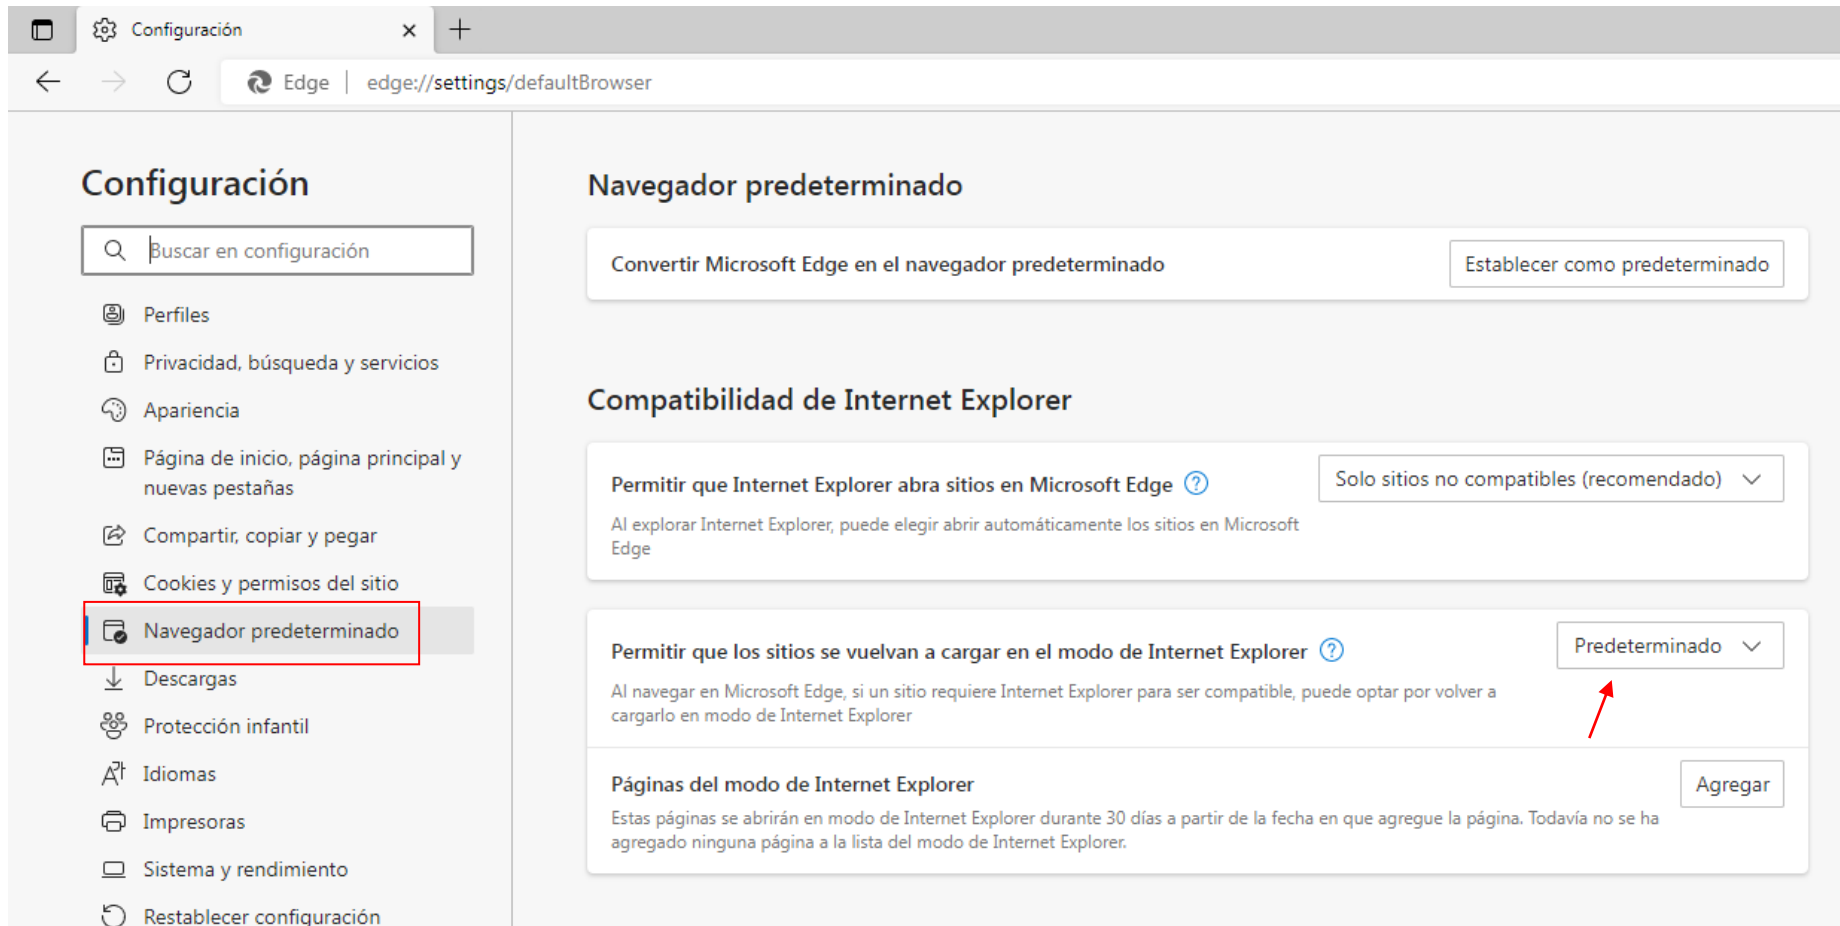 Configuración
Edge
edge://settings/defaultBrowser
Configuración
Buscar en configuración
Perfiles
Privacidad, búsqueda y servicios
Apariencia
Página de inicio, página principal y
nuevas pestañas
Compartir, copiar y pegar
Cookies y permisos del sitio
Navegador predeterminado
Descargas
Protección infantil
Idiomas
Impresoras
Sistema y rendimiento
Restablecer configuración
Navegador predeterminado
Convertir Microsoft Edge en el navegador predeterminado
Establecer como predeterminado
Compatibilidad de Internet Explorer
Permitir que Internet Explorer abra sitios en Microsoft Edge
Solo sitios no compatibles (recomendado)
Al explorar Internet Explorer, puede elegir abrir automáticamente los sitios en Microsoft
Edge
Permitir que los sitios se vuelvan a cargar en el modo de Internet Explorer
Predeterminado
Al navegar en Microsoft Edge, si un sitio requiere Internet Explorer para ser compatible, puede optar por volver a
cargarlo en modo de Internet Explorer
Páginas del modo de Internet Explorer
Agregar
Estas páginas se abrirán en modo de Internet Explorer durante 30 días a partir de la fecha en que agregue la página. Todavía no se ha
agregado ninguna página a la lista del modo de Internet Explorer.